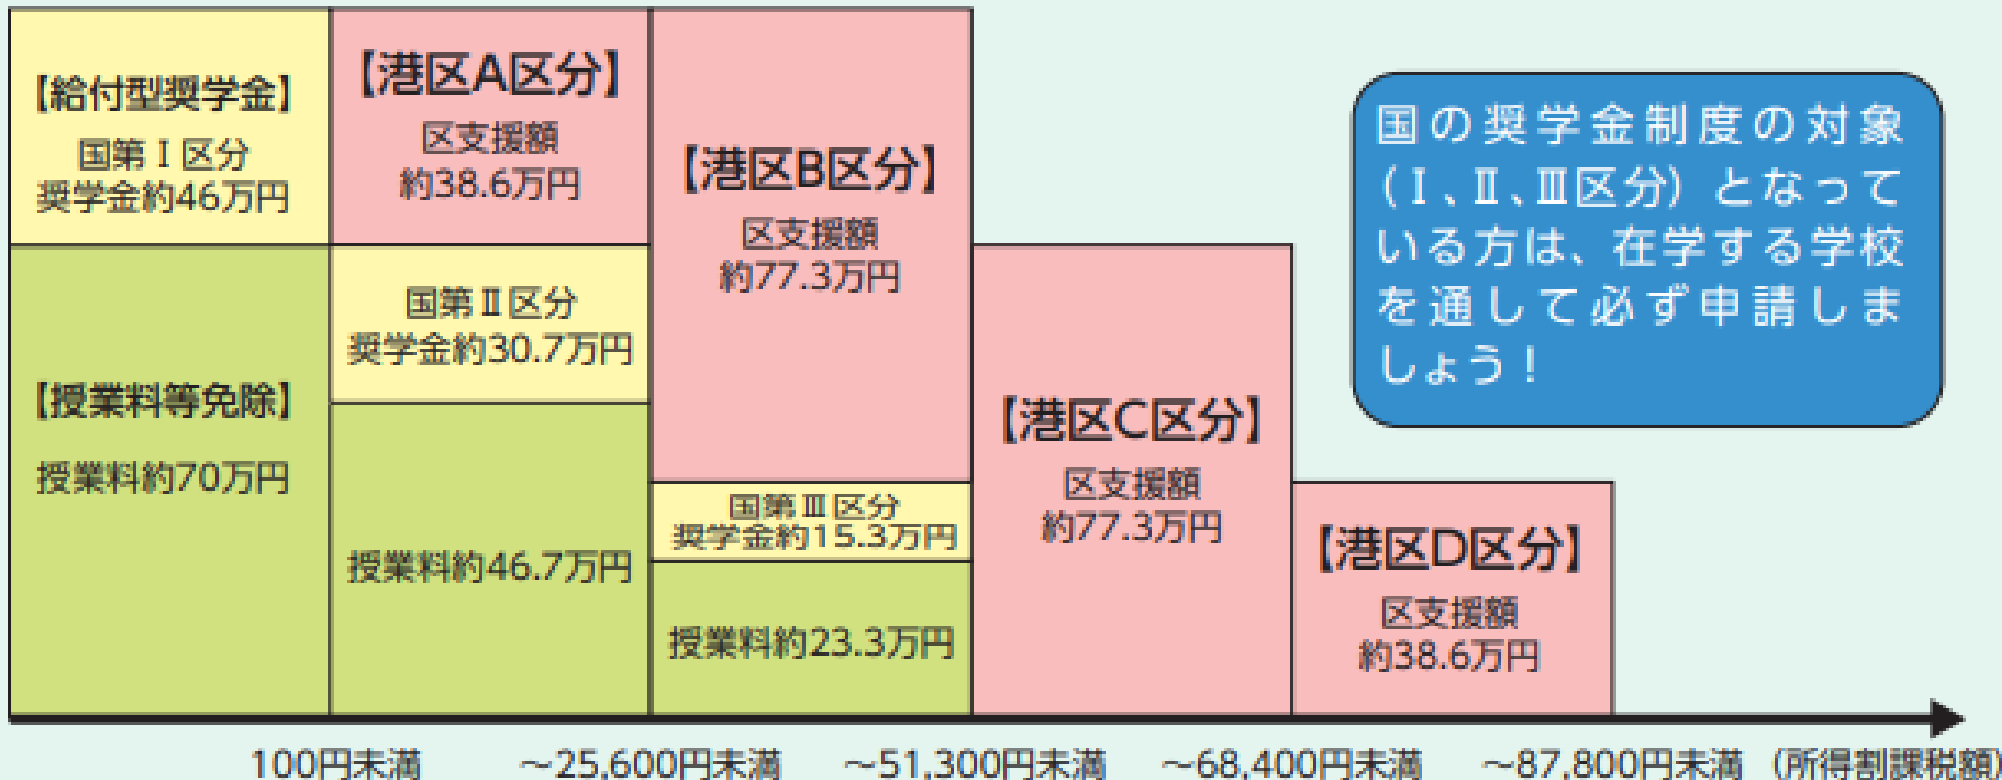 【給付型奨学金】
国第Ⅰ区分
奨学金約46万円
【授業料等免除】
授業料約70万円
【港区A区分】
区支援額
約38.6万円
国第Ⅱ区分
奨学金約30.7万円
授業料約46.7万円
【港区B区分】
区支援額
約77.3万円
国第Ⅲ区分
奨学金約15.3万円
授業料約23.3万円
【港区C区分】
区支援額
約77.3万円
【港区D区分】
区支援額
約38.6万円
国の奨学金制度の対象
(Ⅰ、Ⅱ、Ⅲ区分)となって
いる方は、在学する学校
を通して必ず申請しま
しょう!
100円未満 ～25,600円未満 ～51,300円未満 ～68,400円未満 ～87,800円未満 (所得割課税額)